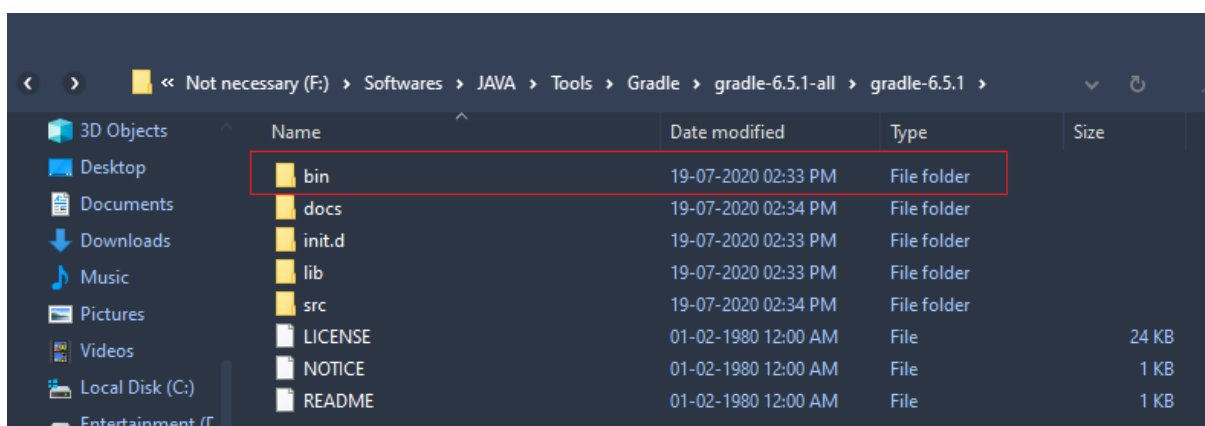 « Not necessary (F:) › Softwares › JAVA › Tools › Gradle › gradle-6.5.1-all › gradle-6.5.1 ›
3D Objects
Name Date modified Type Size
Desktop
bin 19-07-2020 02:33 PM File folder
Documents
docs 19-07-2020 02:34 PM File folder
Downloads
init.d 19-07-2020 02:33 PM File folder
Music
lib 19-07-2020 02:33 PM File folder
Pictures
src 19-07-2020 02:34 PM File folder
LICENSE 01-02-1980 12:00 AM File 24 KB
Videos
NOTICE 01-02-1980 12:00 AM File 1 KB
Local Disk (C:)
README 01-02-1980 12:00 AM File 1 KB
Entertainment